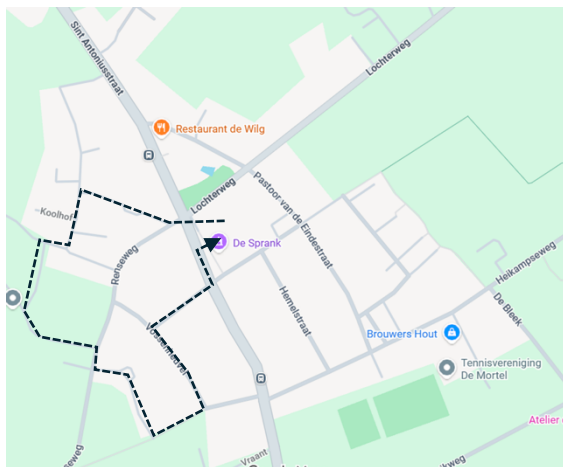 Sint Antoniusstraat
Lochterweg
Restaurant de Wilg
Pastoor van de Eindestraat
Lochterweg
Koolhof
De Sprank
Renseweg
Heikampseweg
De Bleek
Hemelstraat
Brouwers Hout
Tennisvereniging
De Mortel
Atelier
Vraant
Renseweg